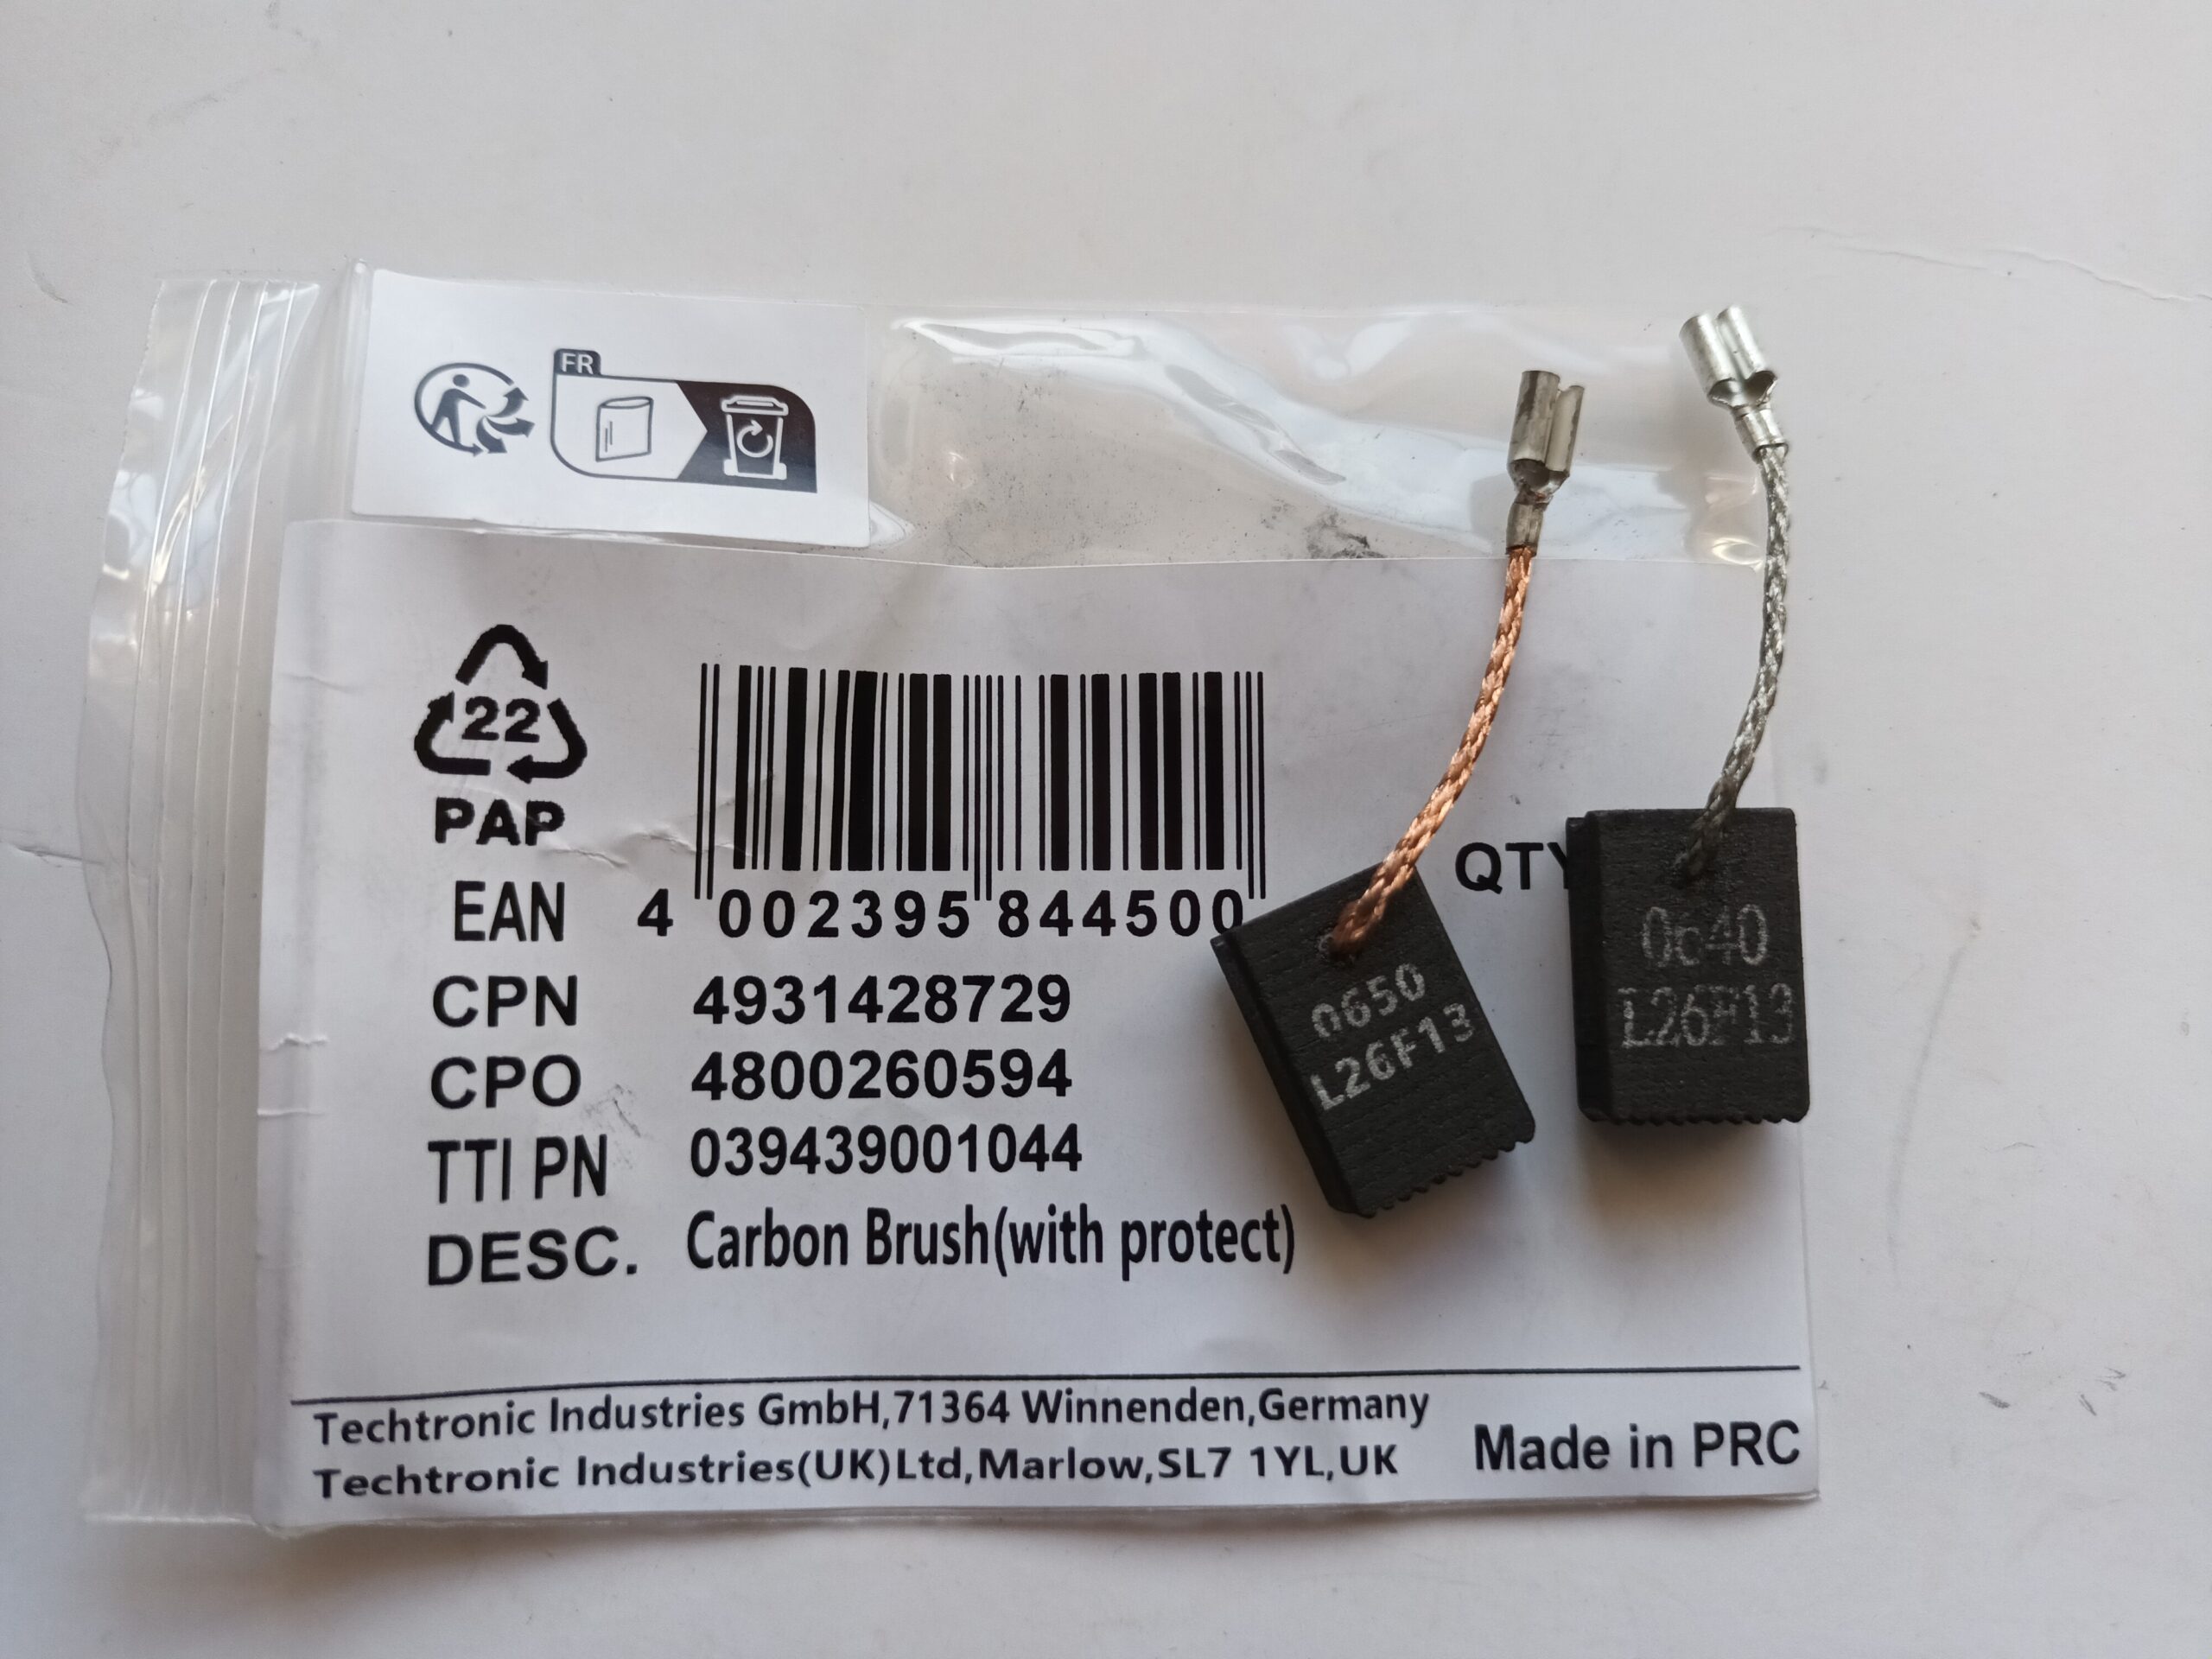 FR
22
PAP
EAN 4 002395 844500
QTY
CPN 4931428729
CPO 4800260594
TTI PN 039439001044
DESC. Carbon Brush(with protect)
0650
L26F13
0640
L26F13
Techtronic Industries GmbH,71364 Winnenden,Germany
Techtronic Industries(UK)Ltd,Marlow,SL7 1YL,UK
Made in PRC